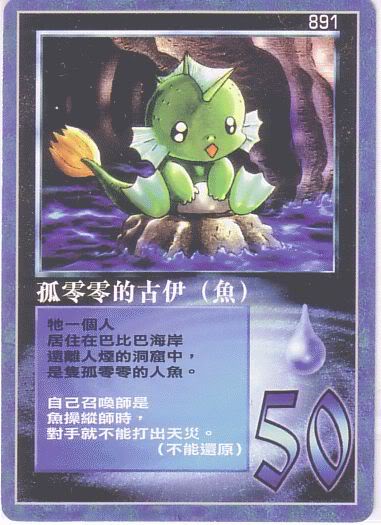 891
孤零零的古伊（魚）
牠一個人
居住在巴比巴海岸
遠離人煙的洞窟中，
是隻孤零零的人魚。
自己召喚師是
魚操縱師時，
對手就不能打出天災。
（不能還原）
50